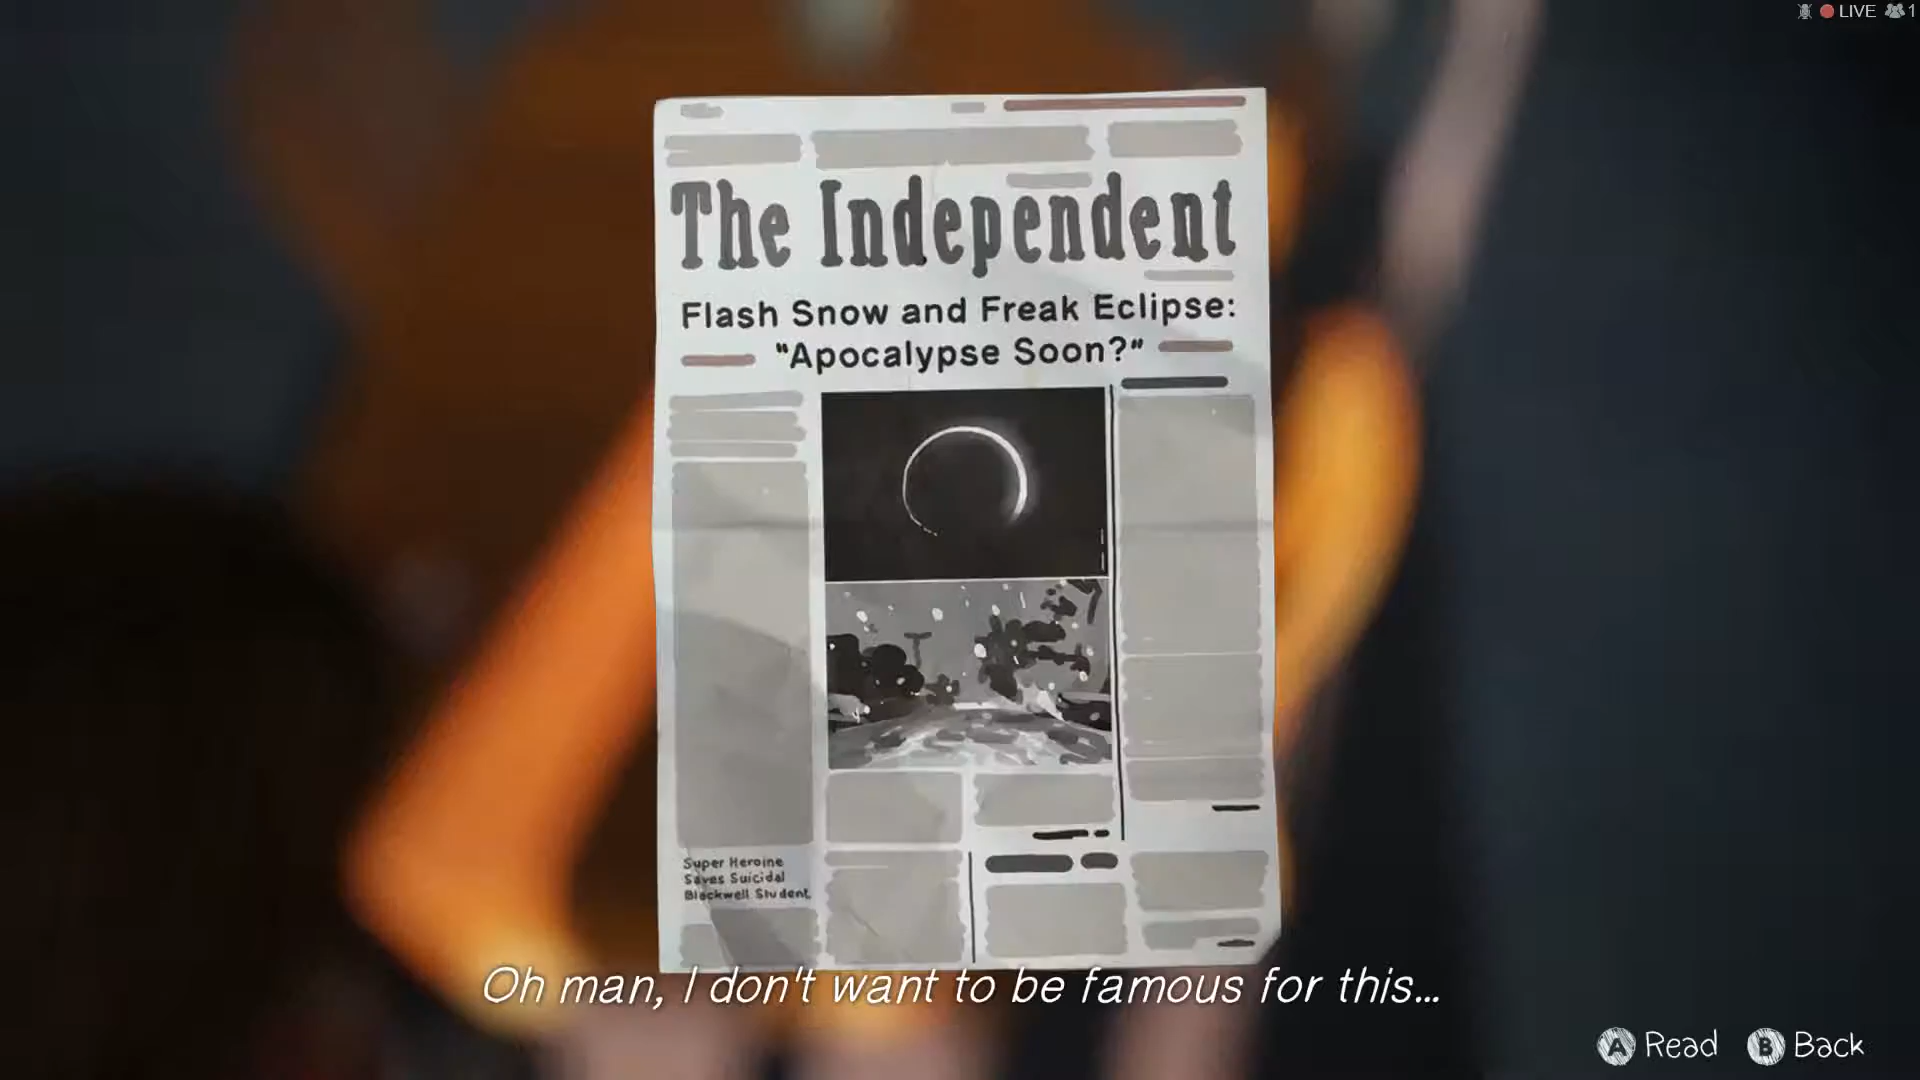 LIVE 1
The Independent
Flash Snow and Freak Eclipse:
"Apocalypse Soon?"
Super Heroine
Saves Suicidal
Blackwell Student
Oh man, I don't want to be famous for this...
A Read B Back